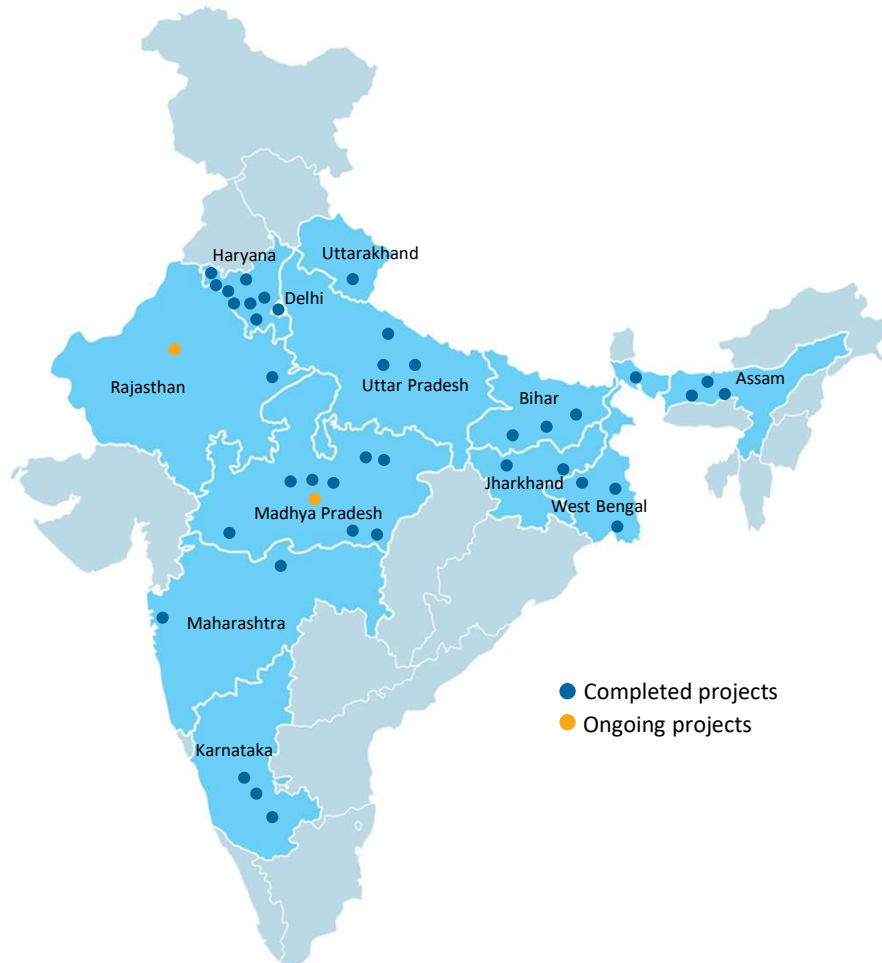 Haryana
Uttarakhand
Delhi
Rajasthan
Uttar Pradesh
Bihar
Assam
Jharkhand
West Bengal
Madhya Pradesh
Maharashtra
Completed projects
Ongoing projects
Karnataka